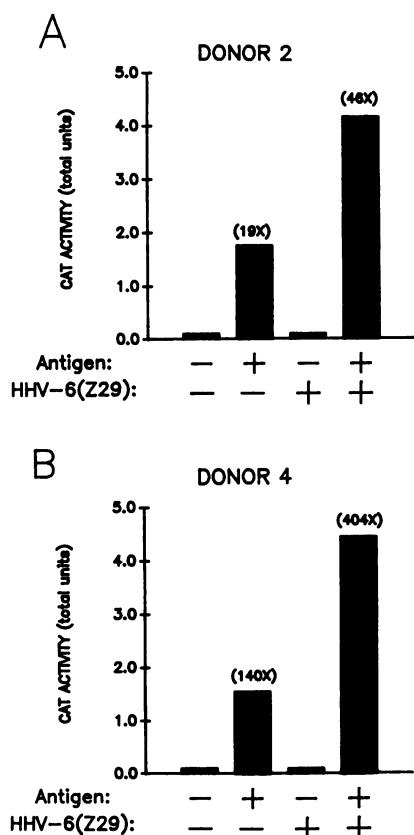 A
DONOR 2
CAT ACTIVITY (total units)
5.0
4.0
3.0
2.0
1.0
0.0
(19X)
(46X)
Antigen: − + − +
HHV-6(Z29): − − + +
B
DONOR 4
CAT ACTIVITY (total units)
5.0
4.0
3.0
2.0
1.0
0.0
(140X)
(404X)
Antigen: − + − +
HHV-6(Z29): − − + +